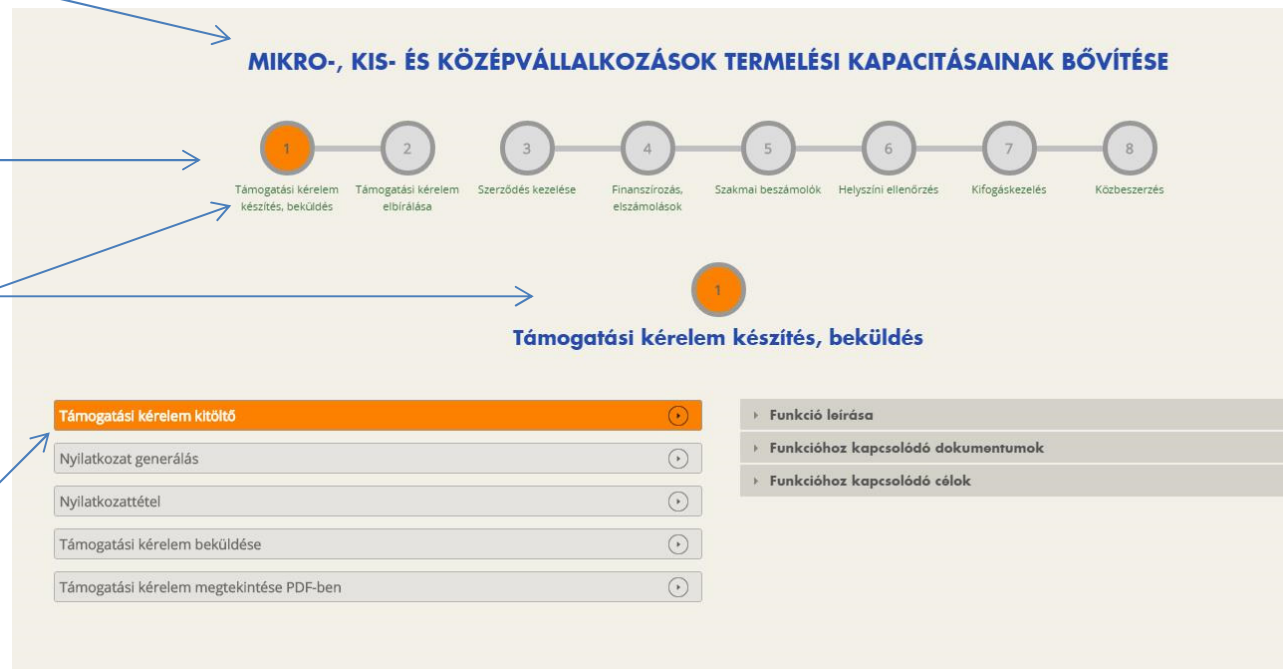 MIKRO-, KIS- ÉS KÖZÉPVÁLLALKOZÁSOK TERMELÉSI KAPACITÁSAINAK BŐVÍTÉSE
1 2 3 4 5 6 7 8
Támogatási kérelem Támogatási kérelem Szerződés kezelése Finanszírozás, Szakmai beszámolók Helyszíni ellenőrzés Kifogáskezelés Közbeszerzés
készítés, beküldés elbírálása elszámolások
1
Támogatási kérelem készítés, beküldés
Támogatási kérelem kitöltő
Nyilatkozat generálás
Nyilatkozattétel
Támogatási kérelem beküldése
Támogatási kérelem megtekintése PDF-ben
Funkció leírása
Funkcióhoz kapcsolódó dokumentumok
Funkcióhoz kapcsolódó célok